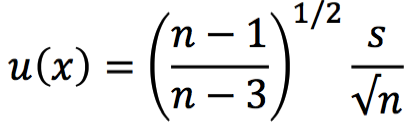 u(x) = ((n − 1)/(n − 3))^{1/2} s/√n